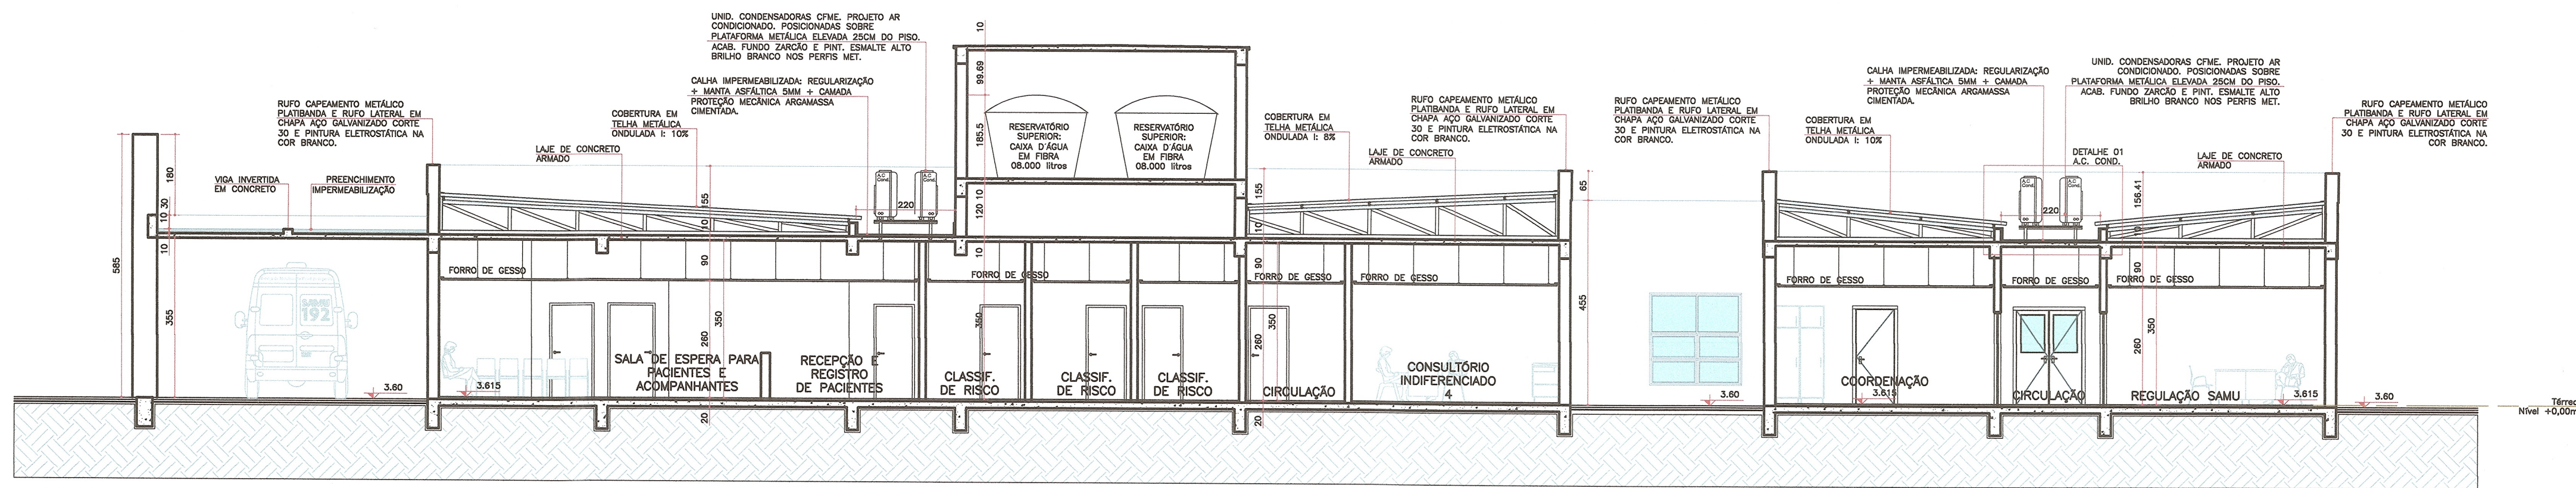 UNID. CONDENSADORAS CFME. PROJETO AR
CONDICIONADO. POSICIONADAS SOBRE
PLATAFORMA METÁLICA ELEVADA 25CM DO PISO.
ACAB. FUNDO ZARCÃO E PINT. ESMALTE ALTO
BRILHO BRANCO NOS PERFIS MET.
CALHA IMPERMEABILIZADA: REGULARIZAÇÃO
+ MANTA ASFÁLTICA 5MM + CAMADA
PROTEÇÃO MECÂNICA ARGAMASSA
CIMENTADA.
RUFO CAPEAMENTO METÁLICO
PLATIBANDA E RUFO LATERAL EM
CHAPA AÇO GALVANIZADO CORTE
30 E PINTURA ELETROSTÁTICA NA
COR BRANCO.
COBERTURA EM
TELHA METÁLICA
ONDULADA I: 10%
LAJE DE CONCRETO
ARMADO
VIGA INVERTIDA
EM CONCRETO
PREENCHIMENTO
IMPERMEABILIZAÇÃO
10
99.69
185.5
10
120
10
RESERVATÓRIO
SUPERIOR:
CAIXA D'ÁGUA
EM FIBRA
08.000 litros
RESERVATÓRIO
SUPERIOR:
CAIXA D'ÁGUA
EM FIBRA
08.000 litros
COBERTURA EM
TELHA METÁLICA
ONDULADA I: 8%
RUFO CAPEAMENTO METÁLICO
PLATIBANDA E RUFO LATERAL EM
CHAPA AÇO GALVANIZADO CORTE
30 E PINTURA ELETROSTÁTICA NA
COR BRANCO.
LAJE DE CONCRETO
ARMADO
RUFO CAPEAMENTO METÁLICO
PLATIBANDA E RUFO LATERAL EM
CHAPA AÇO GALVANIZADO CORTE
30 E PINTURA ELETROSTÁTICA NA
COR BRANCO.
CALHA IMPERMEABILIZADA: REGULARIZAÇÃO
+ MANTA ASFÁLTICA 5MM + CAMADA
PROTEÇÃO MECÂNICA ARGAMASSA
CIMENTADA.
COBERTURA EM
TELHA METÁLICA
ONDULADA I: 10%
UNID. CONDENSADORAS CFME. PROJETO AR
CONDICIONADO. POSICIONADAS SOBRE
PLATAFORMA METÁLICA ELEVADA 25CM DO PISO.
ACAB. FUNDO ZARCÃO E PINT. ESMALTE ALTO
BRILHO BRANCO NOS PERFIS MET.
DETALHE 01
A.C. COND.
LAJE DE CONCRETO
ARMADO
RUFO CAPEAMENTO METÁLICO
PLATIBANDA E RUFO LATERAL EM
CHAPA AÇO GALVANIZADO CORTE
30 E PINTURA ELETROSTÁTICA NA
COR BRANCO.
585
180
30
10
10
355
SAMU
192
3.60
3.615
FORRO DE GESSO
155
10
90
350
260
20
A.C
Cond.
A.C
Cond.
220
SALA DE ESPERA PARA
PACIENTES E
ACOMPANHANTES
RECEPÇÃO E
REGISTRO
DE PACIENTES
FORRO DE GESSO
10
350
CLASSIF.
DE RISCO
CLASSIF.
DE RISCO
CLASSIF.
DE RISCO
155
10
90
260
350
20
FORRO DE GESSO
CIRCULAÇÃO
FORRO DE GESSO
CONSULTÓRIO
INDIFERENCIADO
4
65
455
3.60
FORRO DE GESSO
COORDENAÇÃO
3.615
A.C
Cond.
A.C
Cond.
220
FORRO DE GESSO
CIRCULAÇÃO
156.41
10
90
260
350
FORRO DE GESSO
REGULAÇÃO SAMU
3.615
3.60
Nível +0,00m